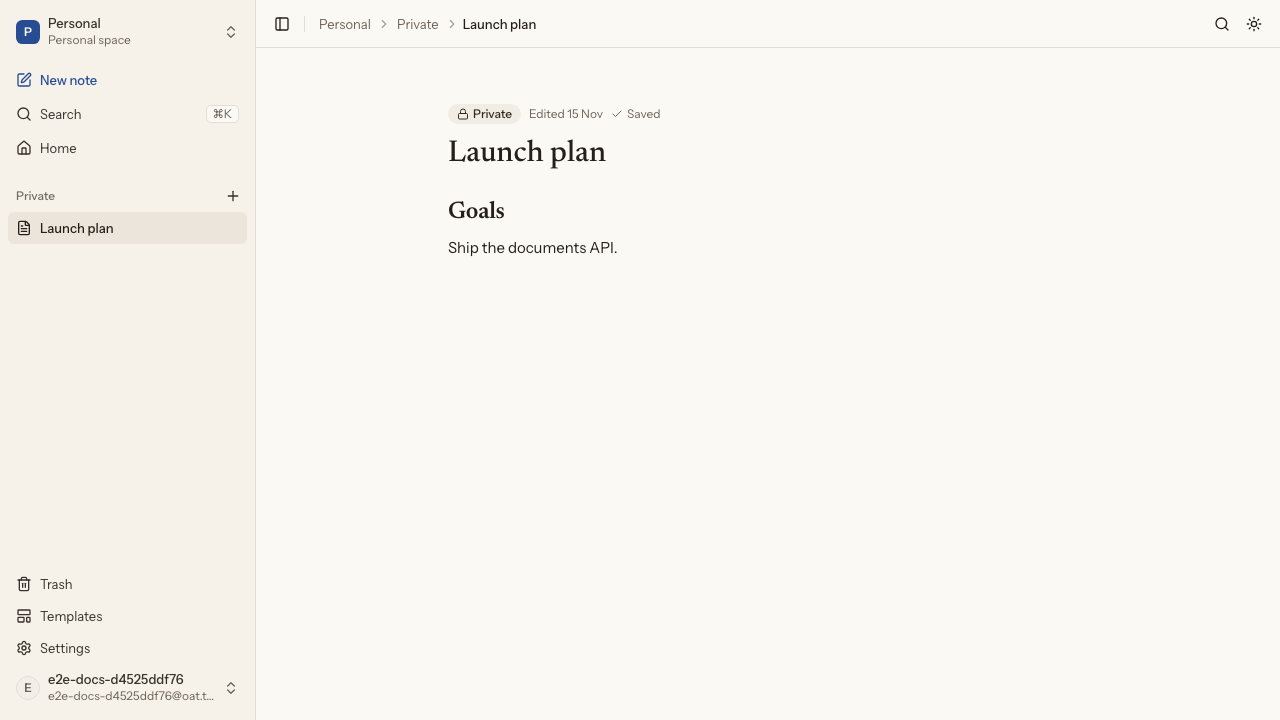 P
Personal
Personal space
New note
Search ⌘K
Home
Private
Launch plan
Trash
Templates
Settings
E
e2e-docs-d4525ddf76
e2e-docs-d4525ddf76@oat.t...
Personal Private Launch plan
Private Edited 15 Nov Saved
Launch plan
Goals
Ship the documents API.